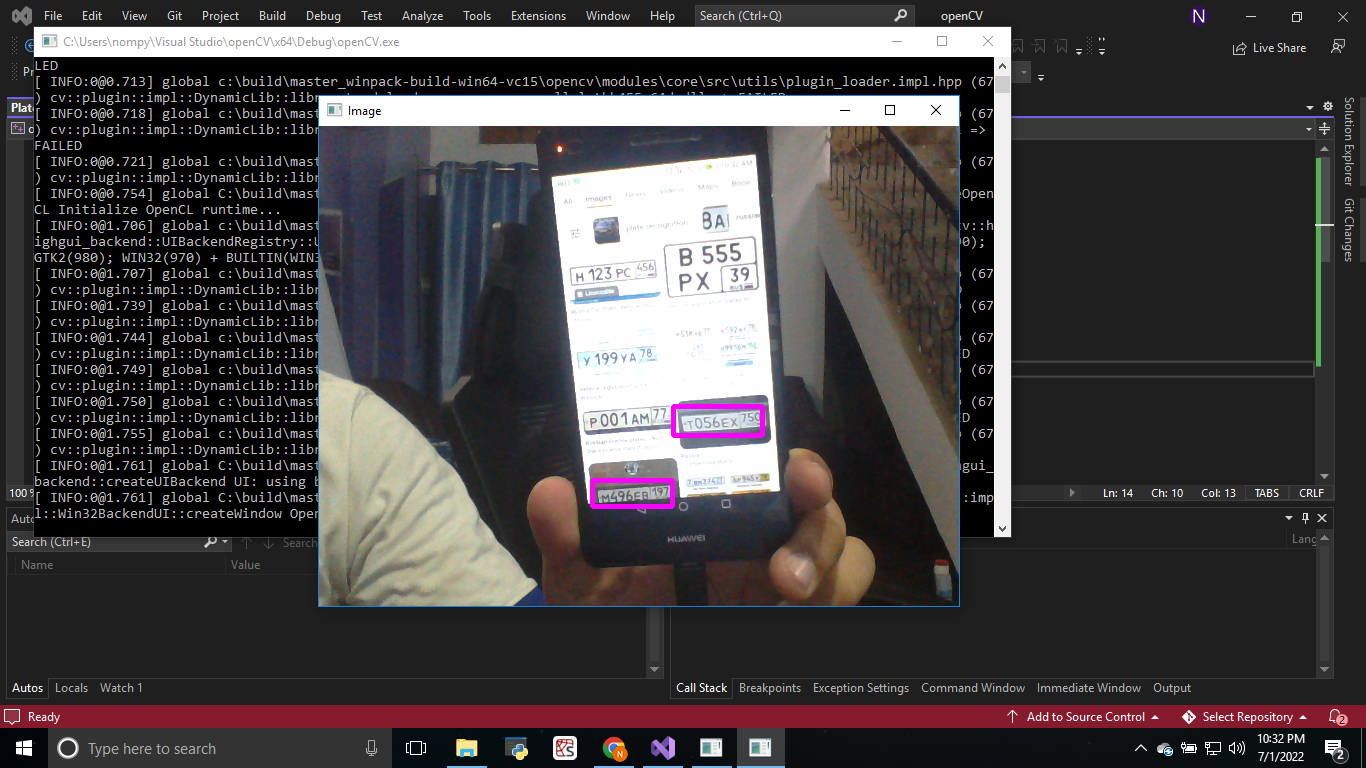 File Edit View Git Project Build Debug Test Analyze Tools Extensions Window Help Search (Ctrl+Q) openCV N
Live Share
C:\Users\nompy\Visual Studio\openCV\x64\Debug\openCV.exe
LED
[ INFO:0@0.713] global c:\build\master_winpack-build-win64-vc15\opencv\modules\core\src\utils\plugin_loader.impl.hpp (67
) cv::plugin::impl::DynamicLib::libr
[ INFO:0@0.718] global c:\build\mast
) cv::plugin::impl::DynamicLib::libr =>
FAILED
[ INFO:0@0.721] global c:\build\mast
) cv::plugin::impl::DynamicLib::libr
[ INFO:0@0.754] global C:\build\mast
CL Initialize OpenCL runtime...
[ INFO:0@1.706] global c:\build\mast
ighgui_backend::UIBackendRegistry::U
GTK2(980); WIN32(970) + BUILTIN(WIN3
[ INFO:0@1.707] global c:\build\mast
) cv::plugin::impl::DynamicLib::libr
[ INFO:0@1.739] global c:\build\mast
) cv::plugin::impl::DynamicLib::libr
[ INFO:0@1.744] global c:\build\mast
) cv::plugin::impl::DynamicLib::libr
[ INFO:0@1.749] global c:\build\mast
) cv::plugin::impl::DynamicLib::libr
[ INFO:0@1.750] global c:\build\mast
) cv::plugin::impl::DynamicLib::libr
[ INFO:0@1.755] global c:\build\mast
) cv::plugin::impl::DynamicLib::libr
[ INFO:0@1.761] global C:\build\mast
backend::createUIBackend UI: using b
[ INFO:0@1.761] global C:\build\mast
l::Win32BackendUI::createWindow Open
Image
All Images News Videos Maps Book
plate recognition BA russian
H 123 PC 456
B 555
PX 39
RUS
Y 199 YA 78
P 001 AM 77
T056EX 750
M496EB 197
HUAWEI
Solution Explorer
Git Changes
100 %
Ln: 14 Ch: 10 Col: 13 TABS CRLF
Search (Ctrl+E) Search
Name Value Lang
Autos Locals Watch 1
Call Stack Breakpoints Exception Settings Command Window Immediate Window Output
Ready Add to Source Control Select Repository 2
Type here to search
10:32 PM
7/1/2022
2